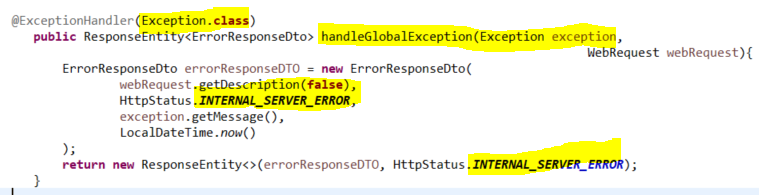 @ExceptionHandler(Exception.class)
public ResponseEntity<ErrorResponseDto> handleGlobalException(Exception exception,
WebRequest webRequest){
ErrorResponseDto errorResponseDTO = new ErrorResponseDto(
webRequest.getDescription(false),
HttpStatus.INTERNAL_SERVER_ERROR,
exception.getMessage(),
LocalDateTime.now()
);
return new ResponseEntity<>(errorResponseDTO, HttpStatus.INTERNAL_SERVER_ERROR);
}